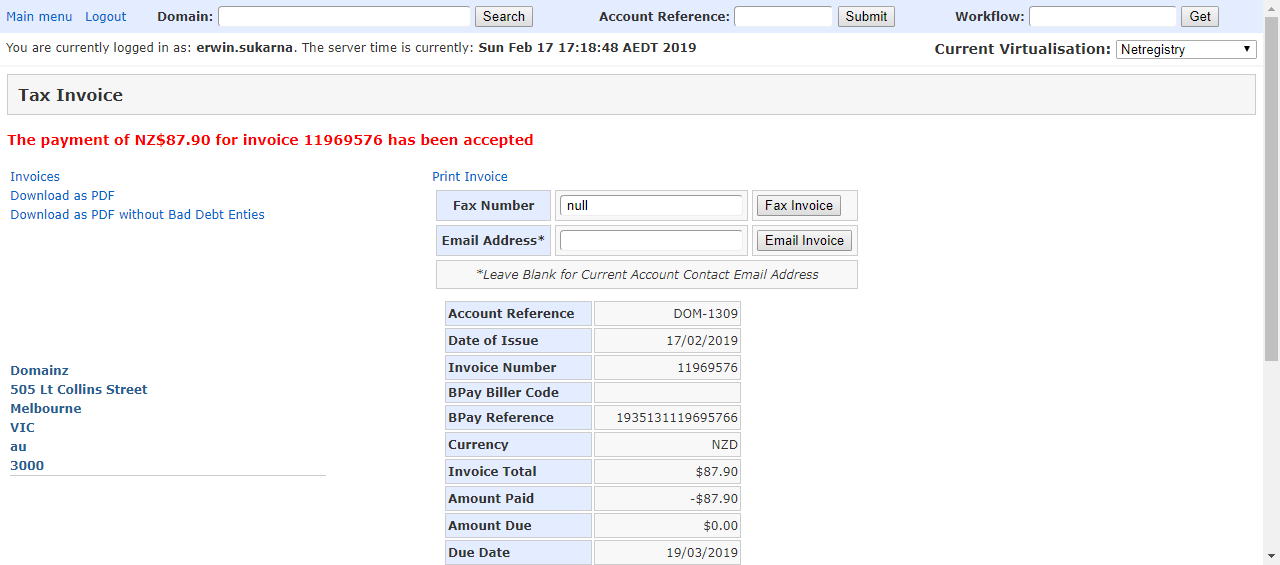 Main menu Logout Domain: Search Account Reference: Submit Workflow: Get
You are currently logged in as: erwin.sukarna. The server time is currently: Sun Feb 17 17:18:48 AEDT 2019 Current Virtualisation: Netregistry
Tax Invoice
The payment of NZ$87.90 for invoice 11969576 has been accepted
Invoices
Download as PDF
Download as PDF without Bad Debt Enties
Print Invoice
Fax Number null Fax Invoice
Email Address* Email Invoice
*Leave Blank for Current Account Contact Email Address
Domainz
505 Lt Collins Street
Melbourne
VIC
au
3000
Account Reference DOM-1309
Date of Issue 17/02/2019
Invoice Number 11969576
BPay Biller Code
BPay Reference 1935131119695766
Currency NZD
Invoice Total $87.90
Amount Paid -$87.90
Amount Due $0.00
Due Date 19/03/2019